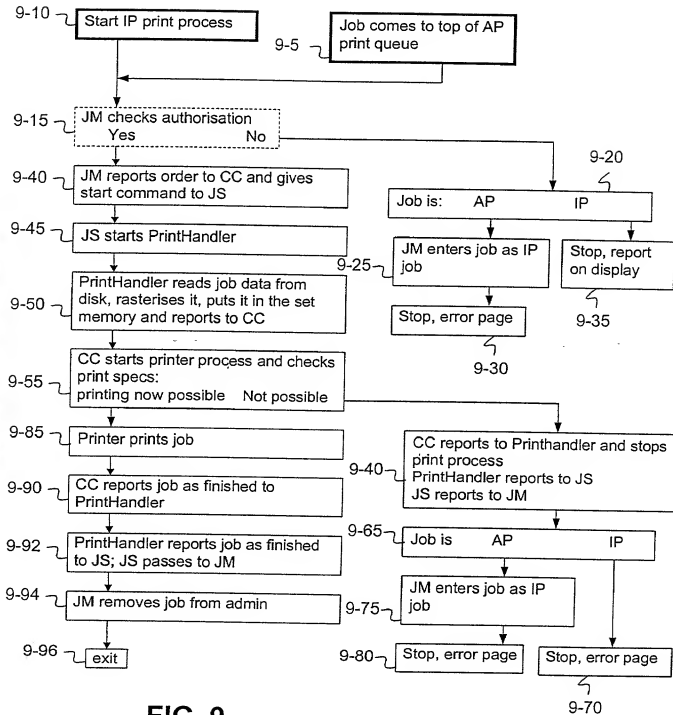 9-10
Start IP print process
9-5
Job comes to top of AP
print queue
9-15
JM checks authorisation
Yes No
9-20
9-40
JM reports order to CC and gives
start command to JS
Job is: AP IP
9-45
JS starts PrintHandler
9-25
JM enters job as IP
job
Stop, report
on display
9-35
9-50
PrintHandler reads job data from
disk, rasterises it, puts it in the set
memory and reports to CC
Stop, error page
9-30
9-55
CC starts printer process and checks
print specs:
printing now possible Not possible
9-85
Printer prints job
9-40
CC reports to Printhandler and stops
print process
PrintHandler reports to JS
JS reports to JM
9-90
CC reports job as finished to
PrintHandler
9-65
Job is AP IP
9-92
PrintHandler reports job as finished
to JS; JS passes to JM
9-75
JM enters job as IP
job
9-94
JM removes job from admin
9-96
exit
9-80
Stop, error page
Stop, error page
9-70
FIG. 9